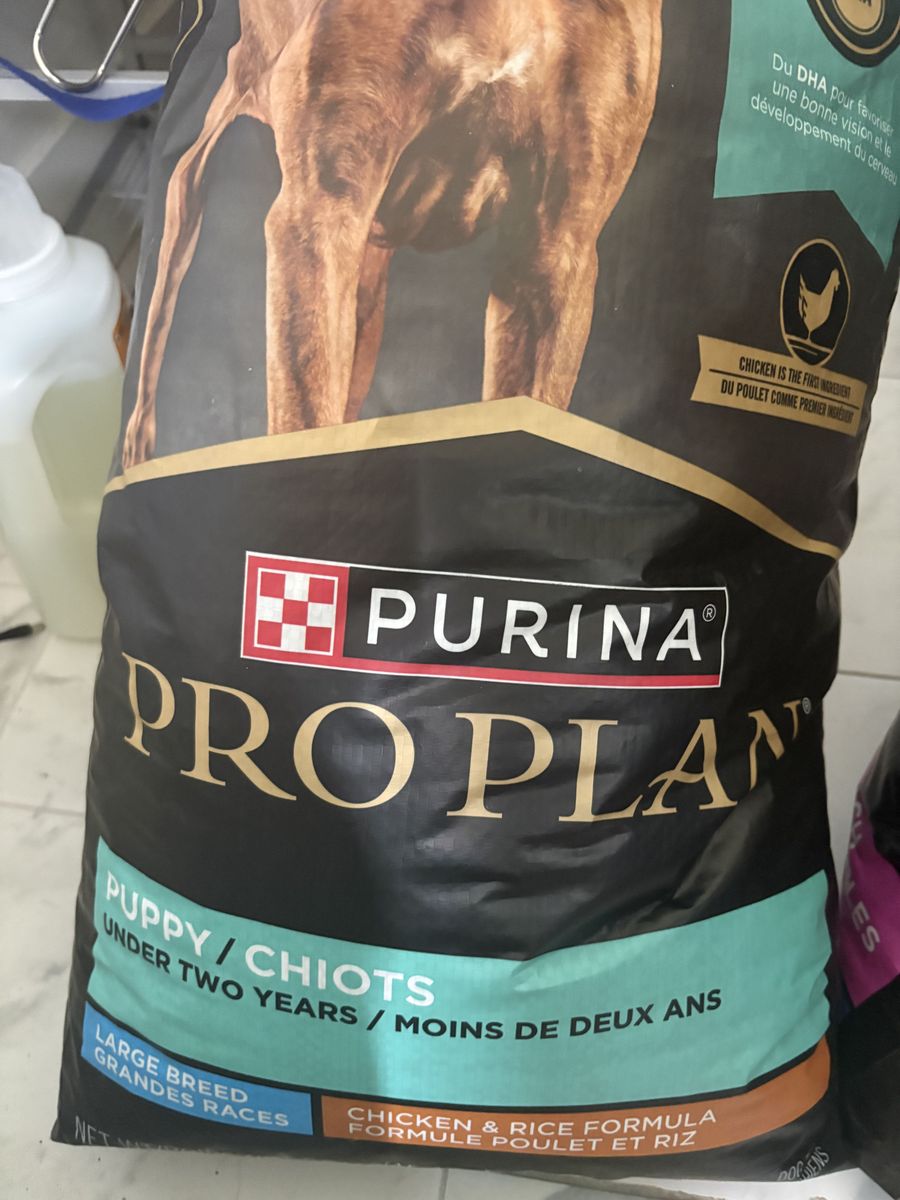 Du DHA pour favoriser
une bonne vision et le
développement du cerveau
CHICKEN IS THE FIRST INGREDIENT
DU POULET COMME PREMIER INGRÉDIENT
PURINA®
PRO PLAN®
PUPPY / CHIOTS
UNDER TWO YEARS / MOINS DE DEUX ANS
LARGE BREED
GRANDES RACES
CHICKEN & RICE FORMULA
FORMULE POULET ET RIZ
NET